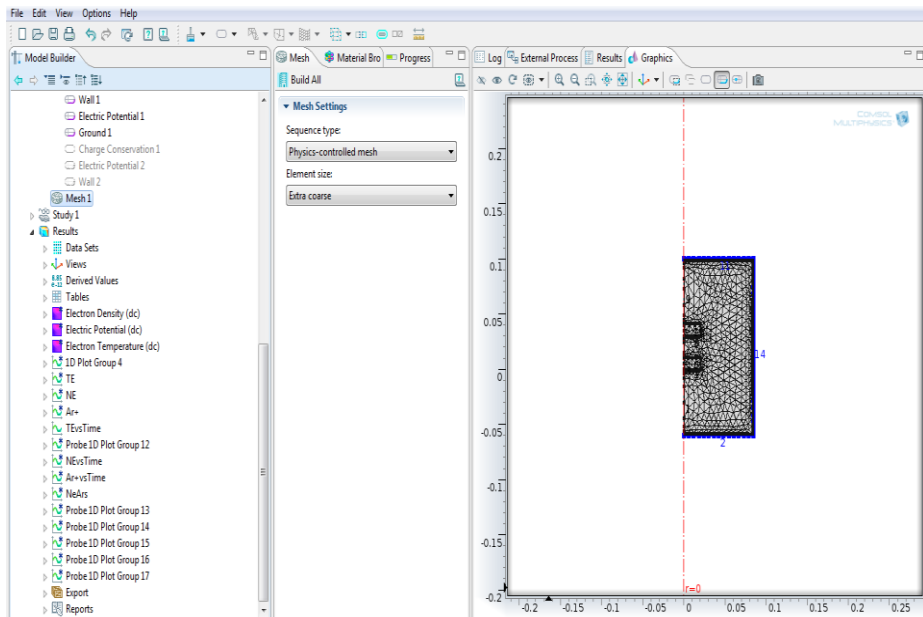 File Edit View Options Help
Model Builder
Wall 1
Electric Potential 1
Ground 1
Charge Conservation 1
Electric Potential 2
Wall 2
Mesh 1
Study 1
Results
Data Sets
Views
Derived Values
Tables
Electron Density (dc)
Electric Potential (dc)
Electron Temperature (dc)
1D Plot Group 4
TE
NE
Ar+
TEvsTime
Probe 1D Plot Group 12
NEvsTime
Ar+vsTime
NeArs
Probe 1D Plot Group 13
Probe 1D Plot Group 14
Probe 1D Plot Group 15
Probe 1D Plot Group 16
Probe 1D Plot Group 17
Export
Reports
Mesh Material Bro Progress
Build All
Mesh Settings
Sequence type:
Physics-controlled mesh
Element size:
Extra coarse
Log External Process Results Graphics
COMSOL
MULTIPHYSICS
0.2
0.15
0.1
0.05
0
-0.05
-0.1
-0.15
-0.2
14
2
r=0
-0.2 -0.15 -0.1 -0.05 0 0.05 0.1 0.15 0.2 0.25